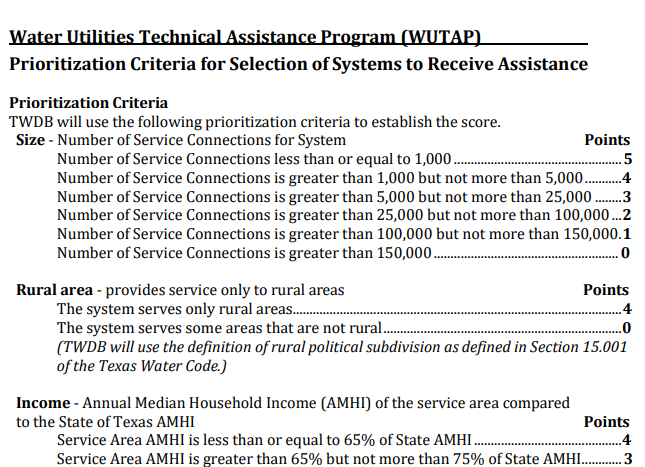 Water Utilities Technical Assistance Program (WUTAP)
Prioritization Criteria for Selection of Systems to Receive Assistance
Prioritization Criteria
TWDB will use the following prioritization criteria to establish the score.
Size - Number of Service Connections for System Points
Number of Service Connections less than or equal to 1,000 ........ 5
Number of Service Connections is greater than 1,000 but not more than 5,000 ........ 4
Number of Service Connections is greater than 5,000 but not more than 25,000 ........ 3
Number of Service Connections is greater than 25,000 but not more than 100,000 ... 2
Number of Service Connections is greater than 100,000 but not more than 150,000. 1
Number of Service Connections is greater than 150,000 ........ 0
Rural area - provides service only to rural areas Points
The system serves only rural areas ........ 4
The system serves some areas that are not rural ........ 0
(TWDB will use the definition of rural political subdivision as defined in Section 15.001
of the Texas Water Code.)
Income - Annual Median Household Income (AMHI) of the service area compared
to the State of Texas AMHI Points
Service Area AMHI is less than or equal to 65% of State AMHI ........ 4
Service Area AMHI is greater than 65% but not more than 75% of State AMHI ........ 3